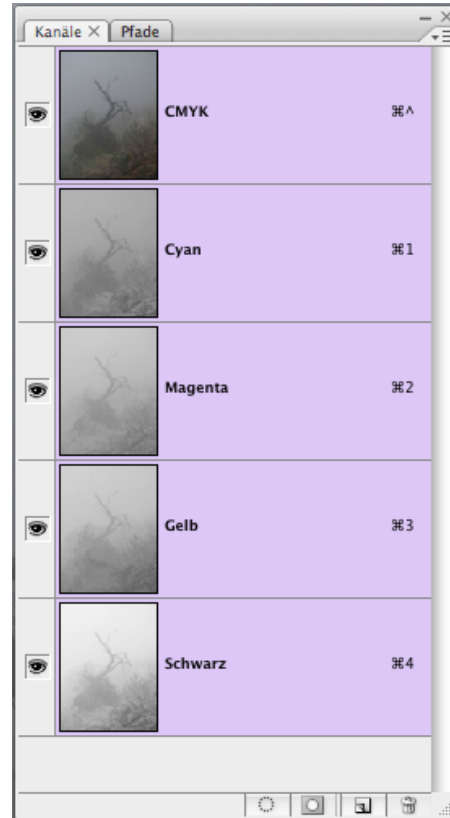 Kanäle Pfade
CMYK ⌘^
Cyan ⌘1
Magenta ⌘2
Gelb ⌘3
Schwarz ⌘4